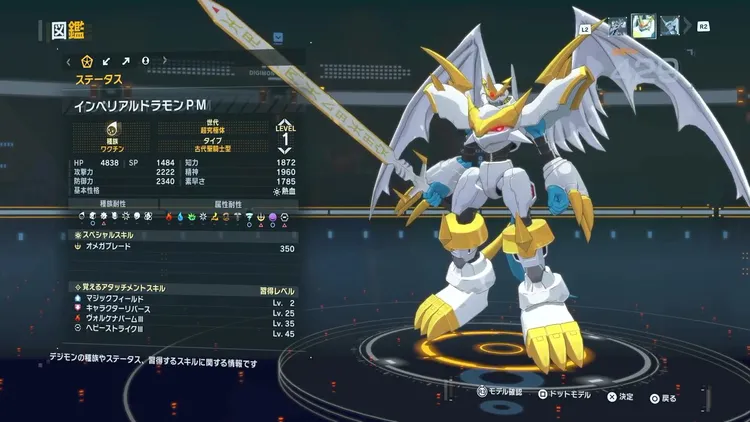 図鑑
L2
R2
ステータス
インペリアルドラモンPM
種族
ワクチン
世代
超究極体
タイプ
古代聖騎士型
LEVEL
1
HP 4838 SP 1484 知力 1872
攻撃力 2222 精神 1960
防御力 2340 素早さ 1785
基本性格 熱血
種族耐性 属性耐性
スペシャルスキル
オメガブレード 350
覚えるアタッチメントスキル 習得レベル
マジックフィールド Lv. 2
キャラクターリバース Lv. 25
ヴォルケナパームIII Lv. 35
ヘビーストライクIII Lv. 45
デジモンの種族やステータス、習得するスキルに関する情報です
R3 モデル確認 ドットモデル 決定 戻る